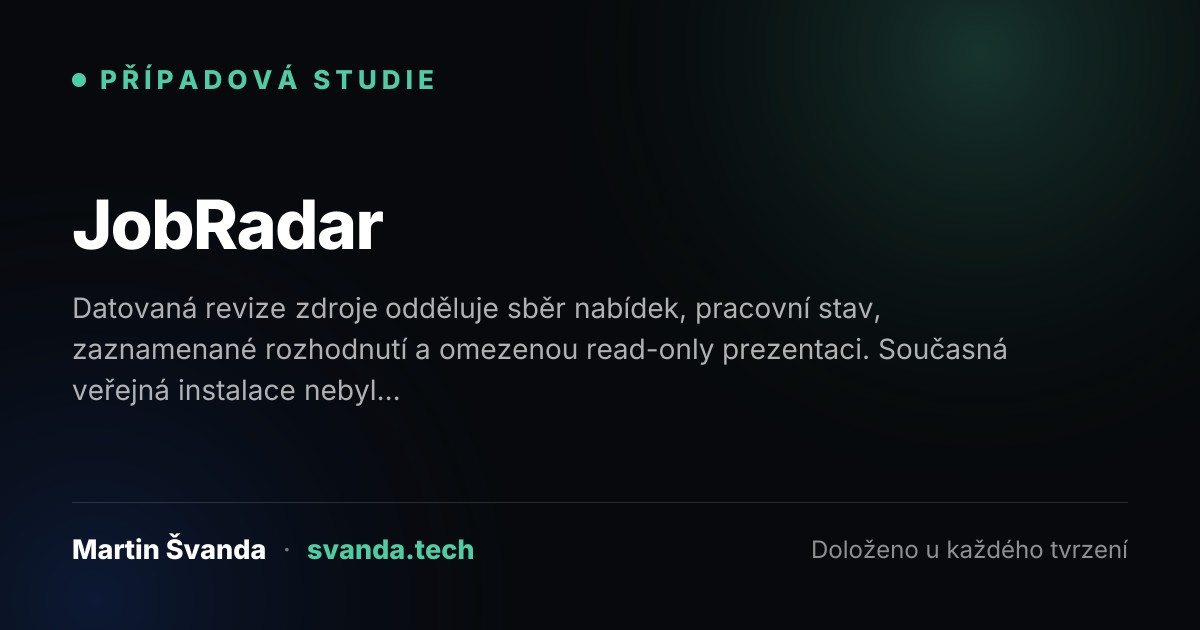 PŘÍPADOVÁ STUDIE
JobRadar
Datovaná revize zdroje odděluje sběr nabídek, pracovní stav,
zaznamenané rozhodnutí a omezenou read-only prezentaci. Současná
veřejná instalace nebyl…
Martin Švanda · svanda.tech
Doloženo u každého tvrzení